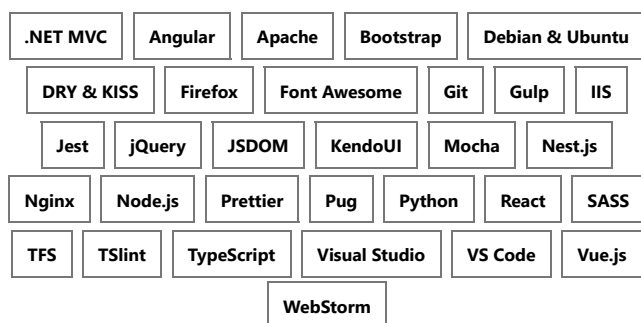 .NET MVC Angular Apache Bootstrap Debian & Ubuntu
DRY & KISS Firefox Font Awesome Git Gulp IIS
Jest jQuery JSDOM KendoUI Mocha Nest.js
Nginx Node.js Prettier Pug Python React SASS
TFS TSlint TypeScript Visual Studio VS Code Vue.js
WebStorm